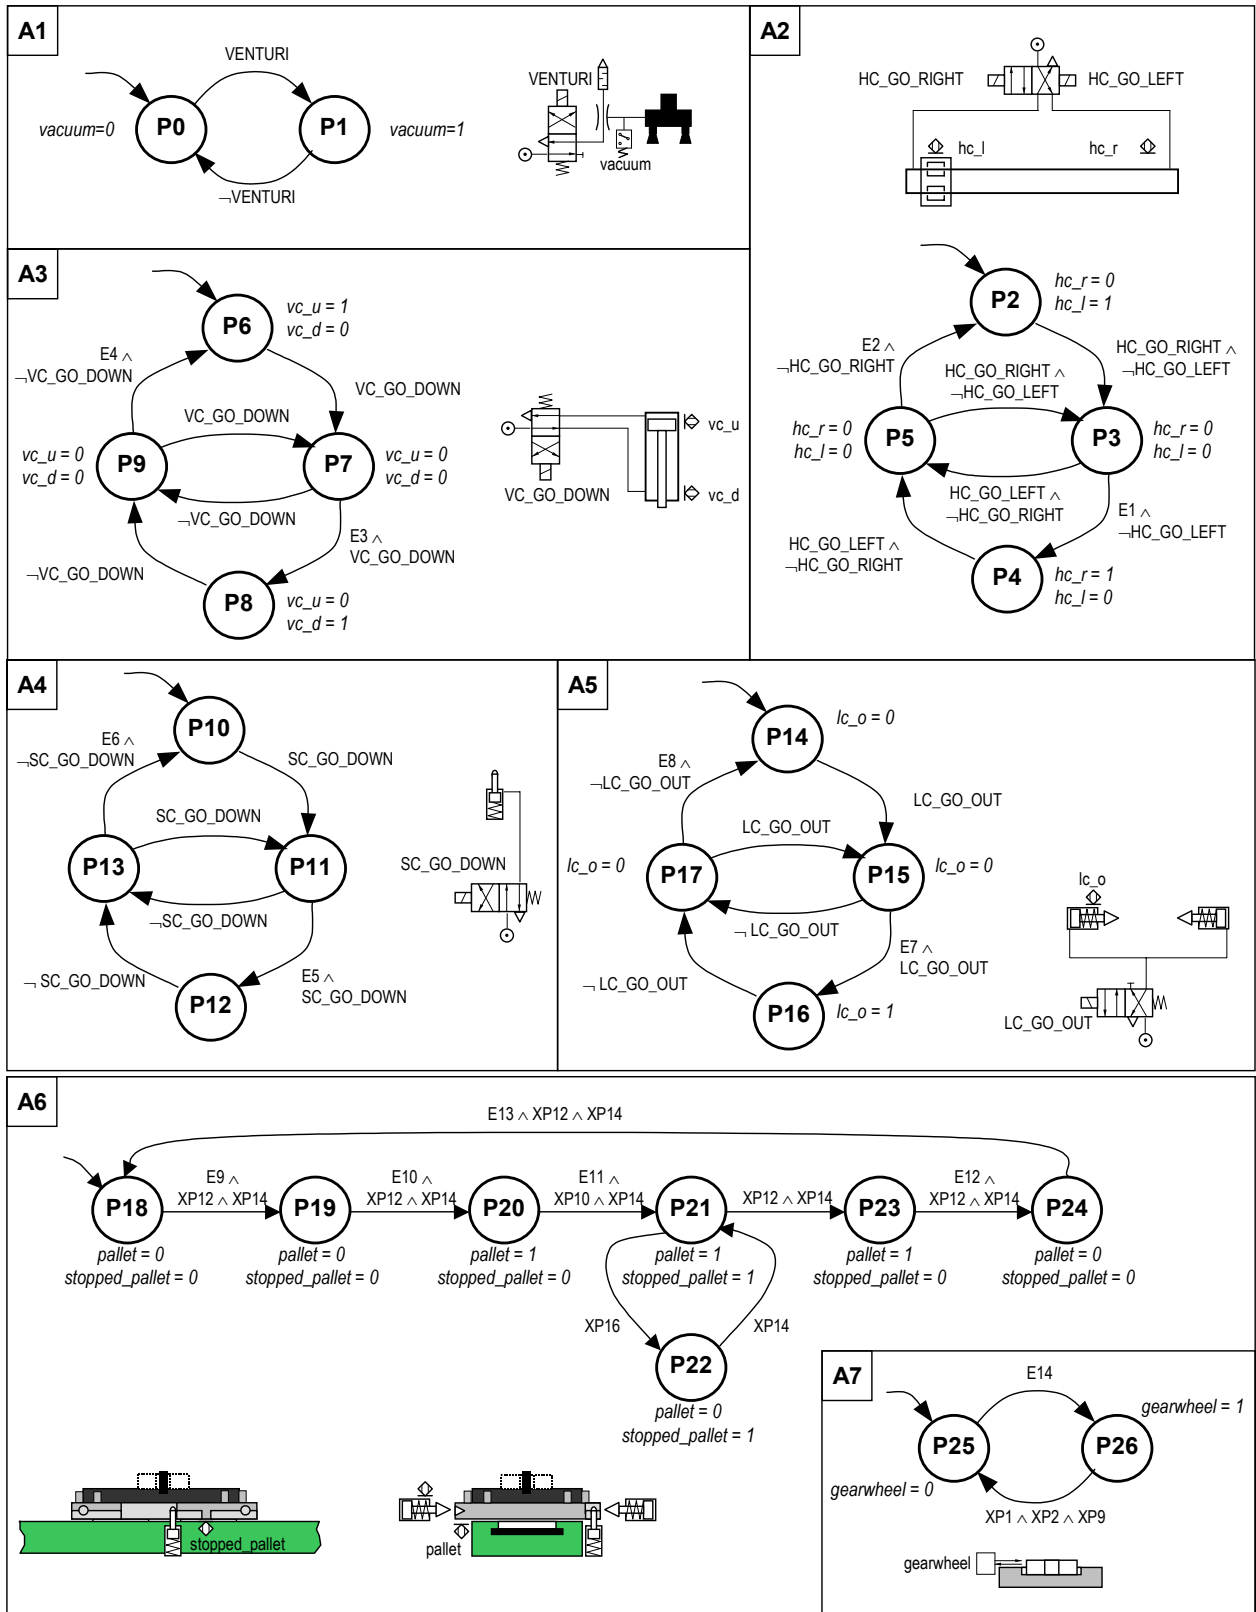 A1
VENTURI
P0
P1
vacuum=0
vacuum=1
¬VENTURI
VENTURI
vacuum
A2
HC_GO_RIGHT
HC_GO_LEFT
hc_l
hc_r
P2
hc_r = 0
hc_l = 1
E2 ∧
¬HC_GO_RIGHT
HC_GO_RIGHT ∧
¬HC_GO_LEFT
HC_GO_RIGHT ∧
¬HC_GO_LEFT
P5
hc_r = 0
hc_l = 0
P3
hc_r = 0
hc_l = 0
HC_GO_LEFT ∧
¬HC_GO_RIGHT
HC_GO_LEFT ∧
¬HC_GO_RIGHT
E1 ∧
¬HC_GO_LEFT
P4
hc_r = 1
hc_l = 0
A3
P6
vc_u = 1
vc_d = 0
E4 ∧
¬VC_GO_DOWN
VC_GO_DOWN
VC_GO_DOWN
P9
vc_u = 0
vc_d = 0
P7
vc_u = 0
vc_d = 0
¬VC_GO_DOWN
E3 ∧
VC_GO_DOWN
¬VC_GO_DOWN
P8
vc_u = 0
vc_d = 1
vc_u
VC_GO_DOWN
vc_d
A4
P10
E6 ∧
¬SC_GO_DOWN
SC_GO_DOWN
SC_GO_DOWN
P13
P11
¬SC_GO_DOWN
¬ SC_GO_DOWN
E5 ∧
SC_GO_DOWN
P12
SC_GO_DOWN
A5
P14
lc_o = 0
E8 ∧
¬LC_GO_OUT
LC_GO_OUT
LC_GO_OUT
lc_o = 0
P17
P15
lc_o = 0
¬ LC_GO_OUT
¬ LC_GO_OUT
E7 ∧
LC_GO_OUT
P16
lc_o = 1
lc_o
LC_GO_OUT
A6
E13 ∧ XP12 ∧ XP14
P18
pallet = 0
stopped_pallet = 0
E9 ∧
XP12 ∧ XP14
P19
pallet = 0
stopped_pallet = 0
E10 ∧
XP12 ∧ XP14
P20
pallet = 1
stopped_pallet = 0
E11 ∧
XP10 ∧ XP14
P21
pallet = 1
stopped_pallet = 1
XP12 ∧ XP14
P23
pallet = 1
stopped_pallet = 0
E12 ∧
XP12 ∧ XP14
P24
pallet = 0
stopped_pallet = 0
XP16
XP14
P22
pallet = 0
stopped_pallet = 1
stopped_pallet
pallet
A7
E14
P25
P26
gearwheel = 1
gearwheel = 0
XP1 ∧ XP2 ∧ XP9
gearwheel